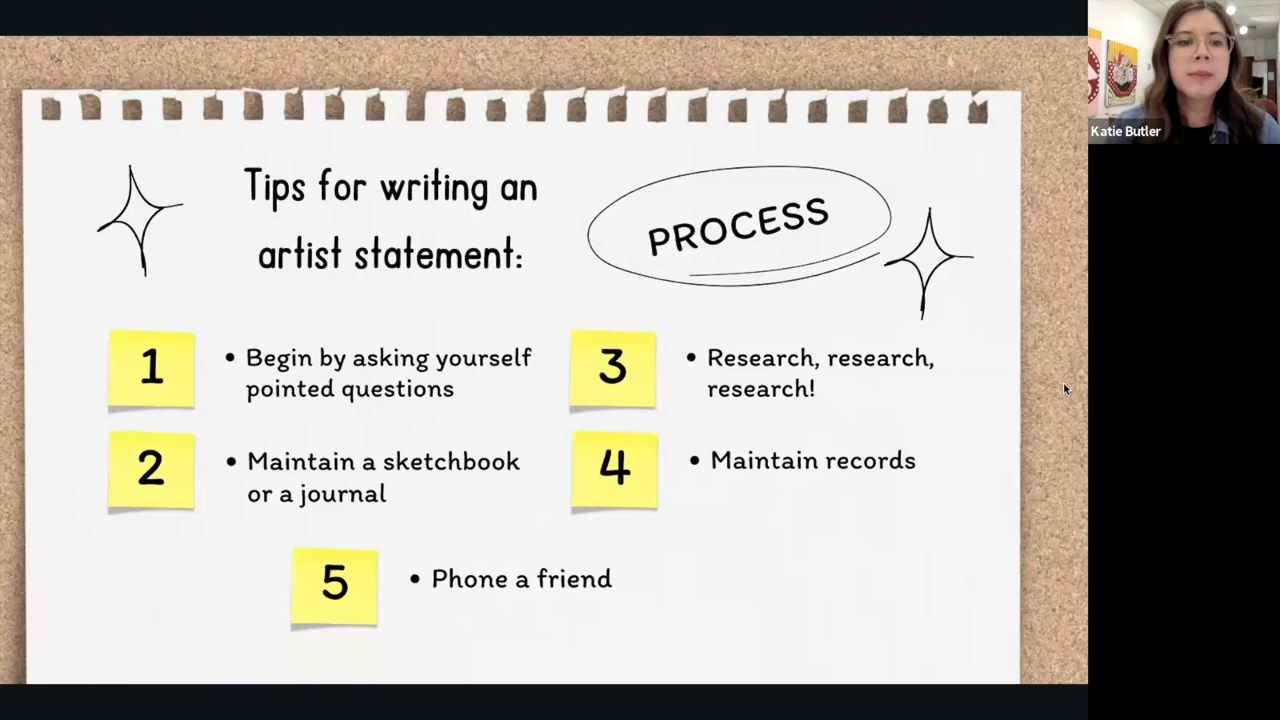 Tips for writing an
artist statement:
PROCESS
1
• Begin by asking yourself
pointed questions
2
• Maintain a sketchbook
or a journal
3
• Research, research,
research!
4
• Maintain records
5
• Phone a friend
Katie Butler